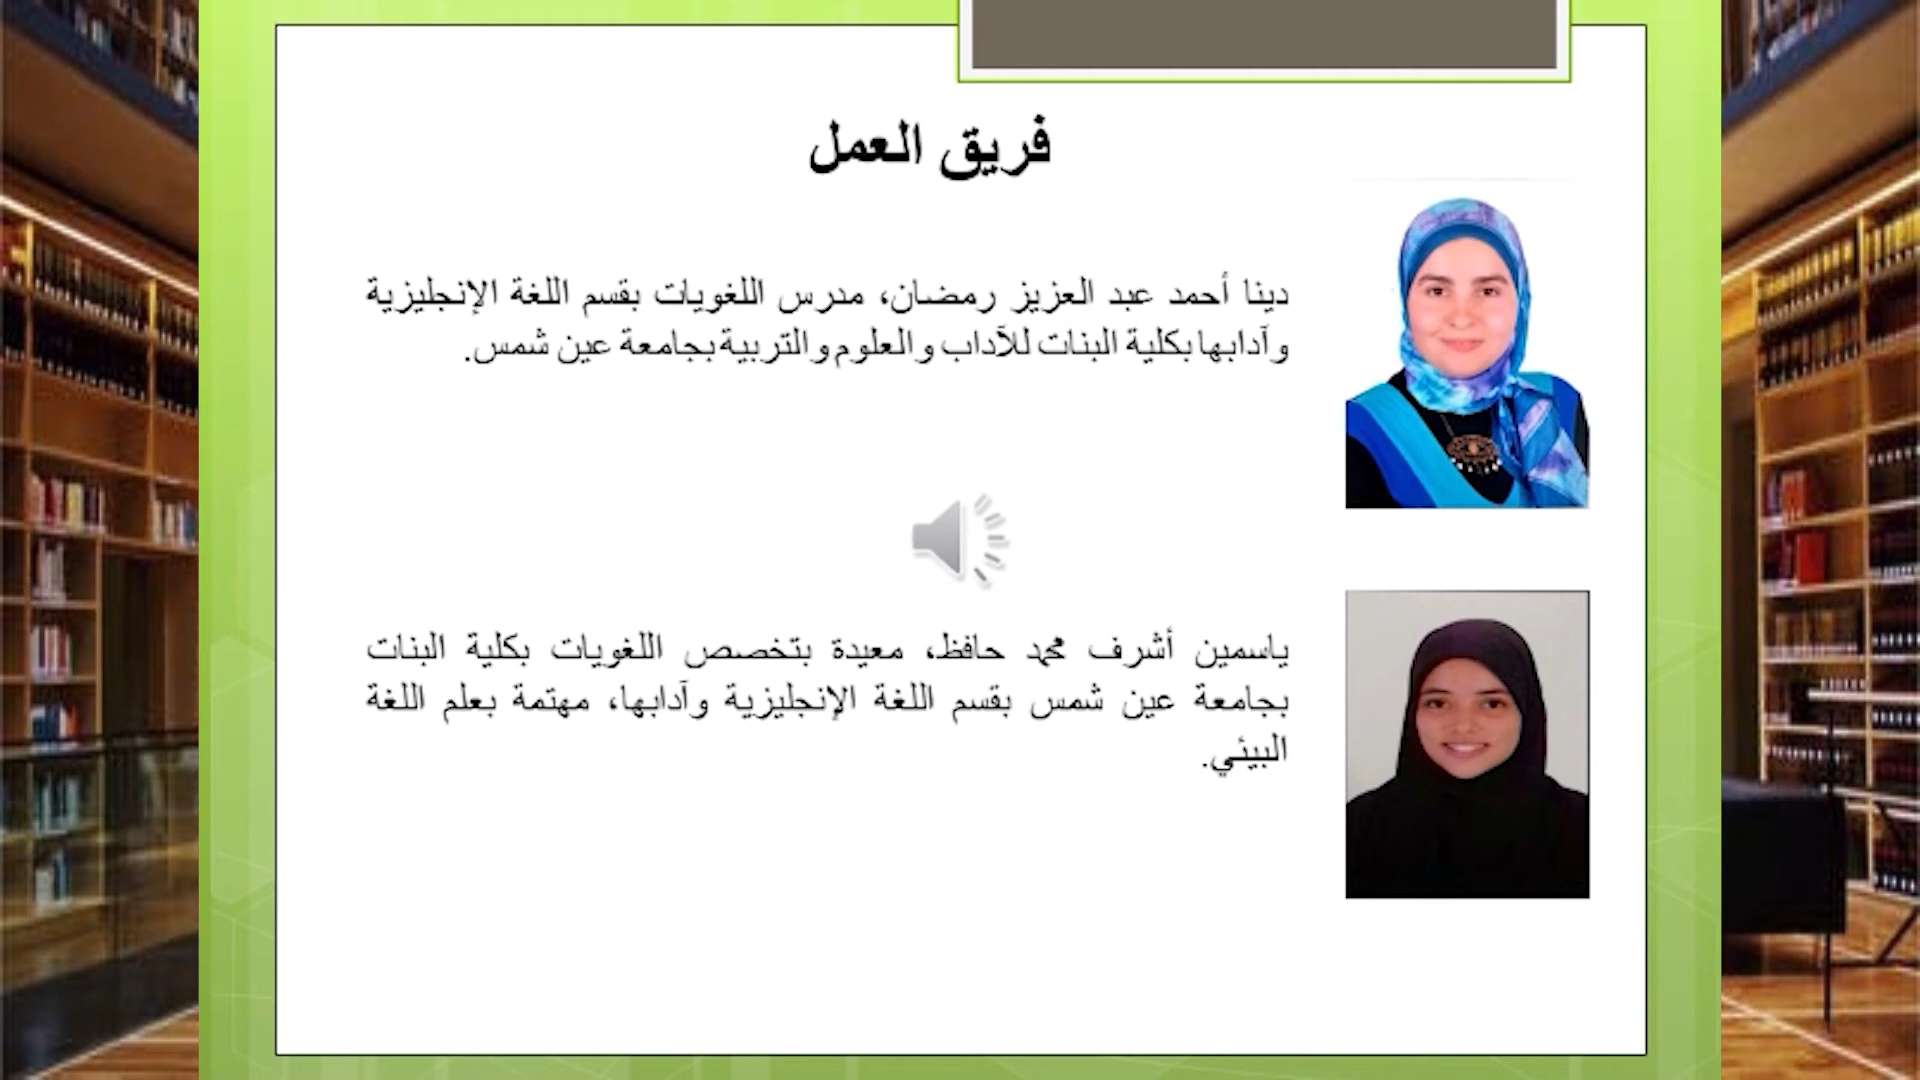 فريق العمل
دينا أحمد عبد العزيز رمضان، مدرس اللغويات بقسم اللغة الإنجليزية
وآدابها بكلية البنات للآداب والعلوم والتربية بجامعة عين شمس.
ياسمين أشرف محمد حافظ، معيدة بتخصص اللغويات بكلية البنات
بجامعة عين شمس بقسم اللغة الإنجليزية وآدابها، مهتمة بعلم اللغة
البيئي.